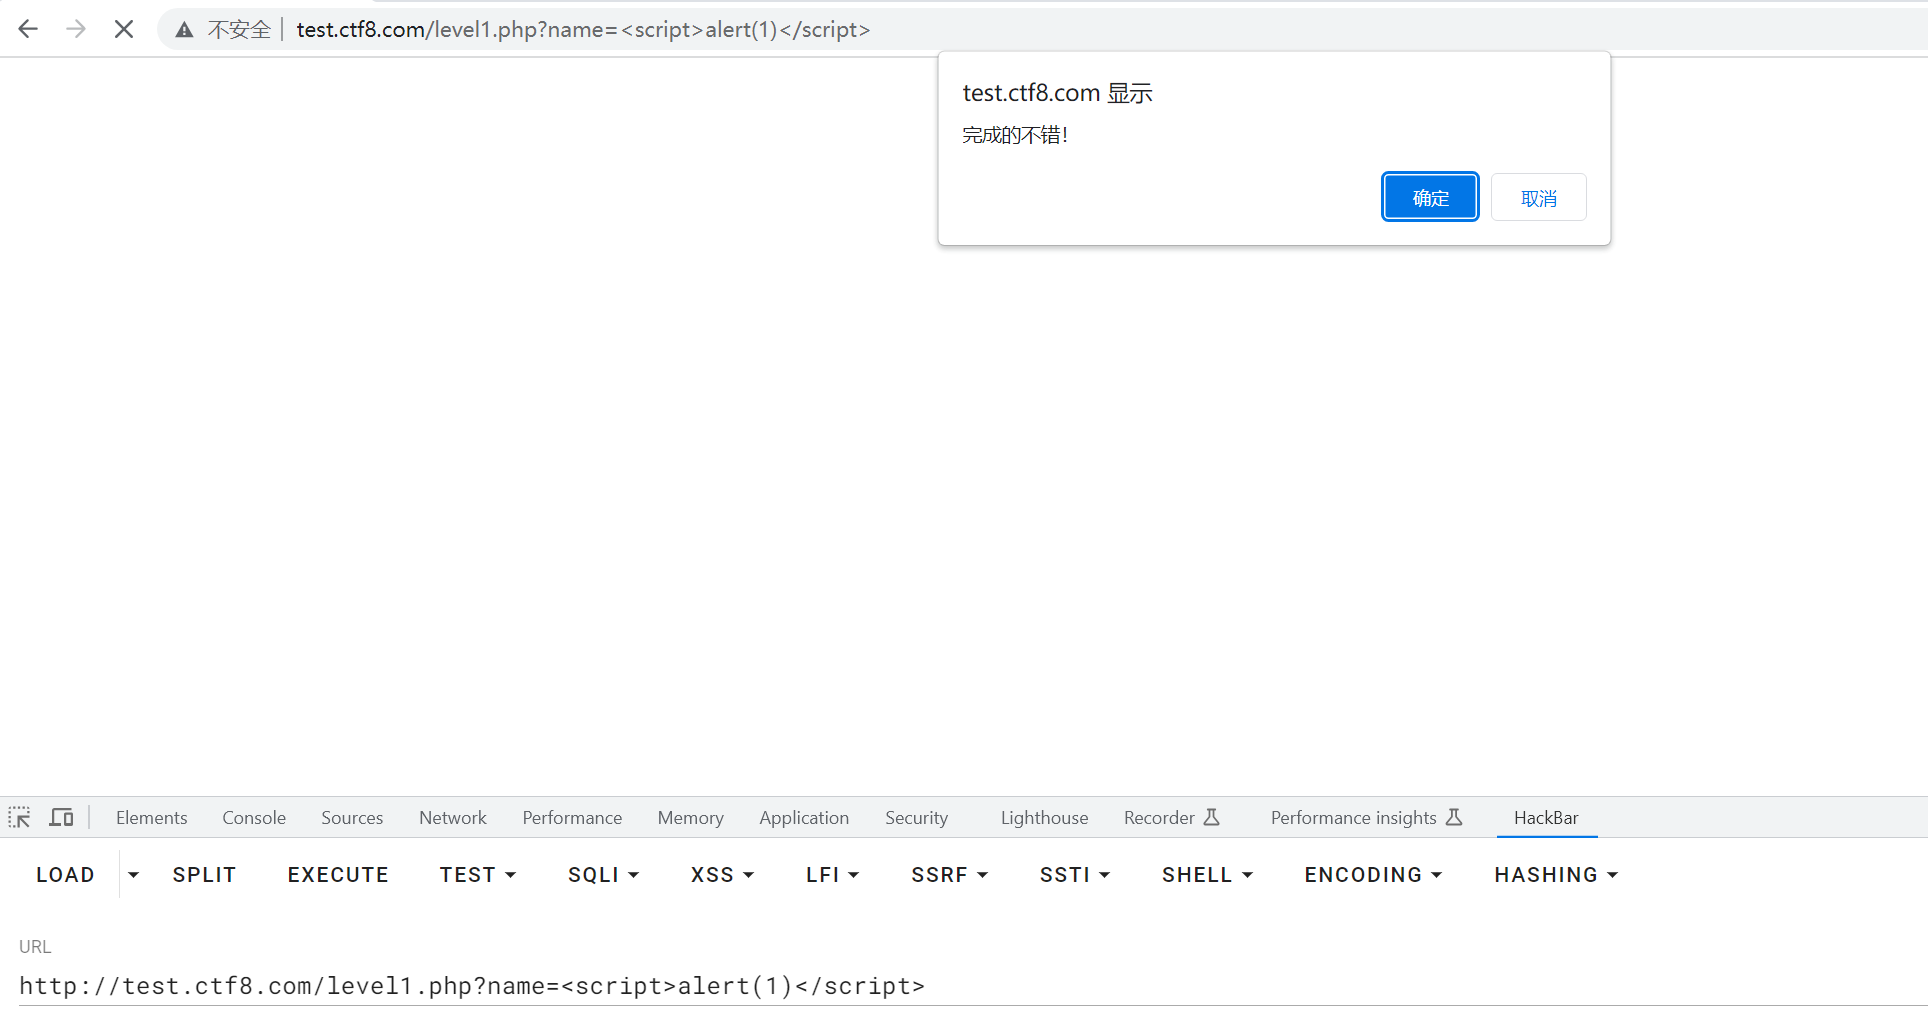 不安全 test.ctf8.com/level1.php?name=<script>alert(1)</script>
test.ctf8.com 显示
完成的不错！
确定 取消
Elements Console Sources Network Performance Memory Application Security Lighthouse Recorder Performance insights HackBar
LOAD SPLIT EXECUTE TEST SQLI XSS LFI SSRF SSTI SHELL ENCODING HASHING
URL
http://test.ctf8.com/level1.php?name=<script>alert(1)</script>